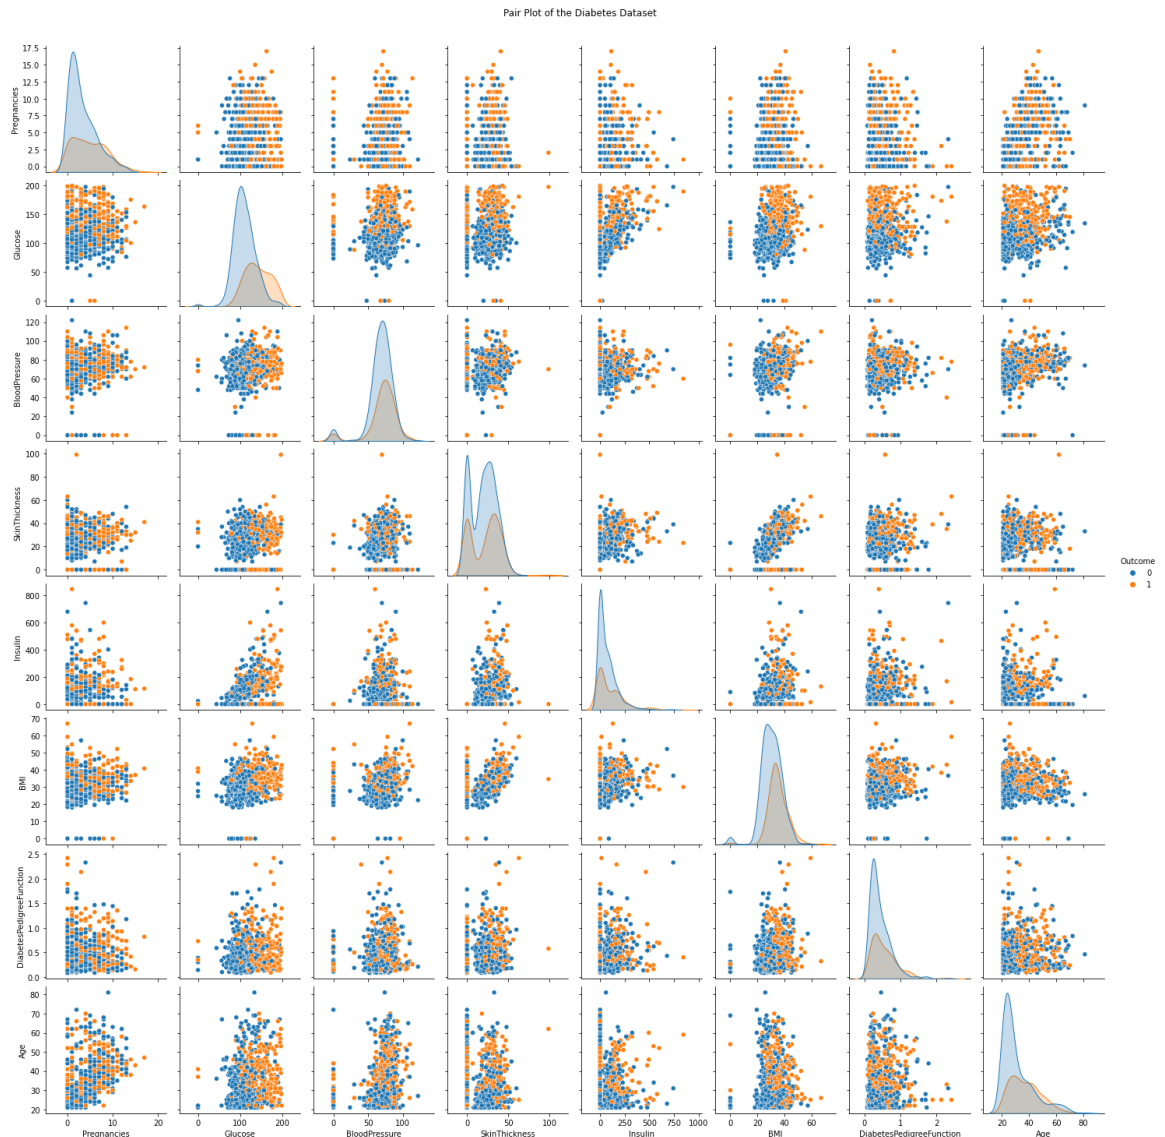 Pair Plot of the Diabetes Dataset
17.5
15.0
12.5
10.0
7.5
5.0
2.5
0.0
Pregnancies
200
150
100
50
0
Glucose
120
100
80
60
40
20
0
BloodPressure
100
80
60
40
20
0
SkinThickness
Outcome
0
1
800
600
400
200
0
Insulin
70
60
50
40
30
20
10
0
BMI
2.5
2.0
1.5
1.0
0.5
0.0
DiabetesPedigreeFunction
80
70
60
50
40
30
20
Age
0 10 20
0 100 200
0 50 100
0 50 100
0 250 500 750 1000
0 20 40 60
0 1 2
20 40 60 80
Pregnancies Glucose BloodPressure SkinThickness Insulin BMI DiabetesPedigreeFunction Age